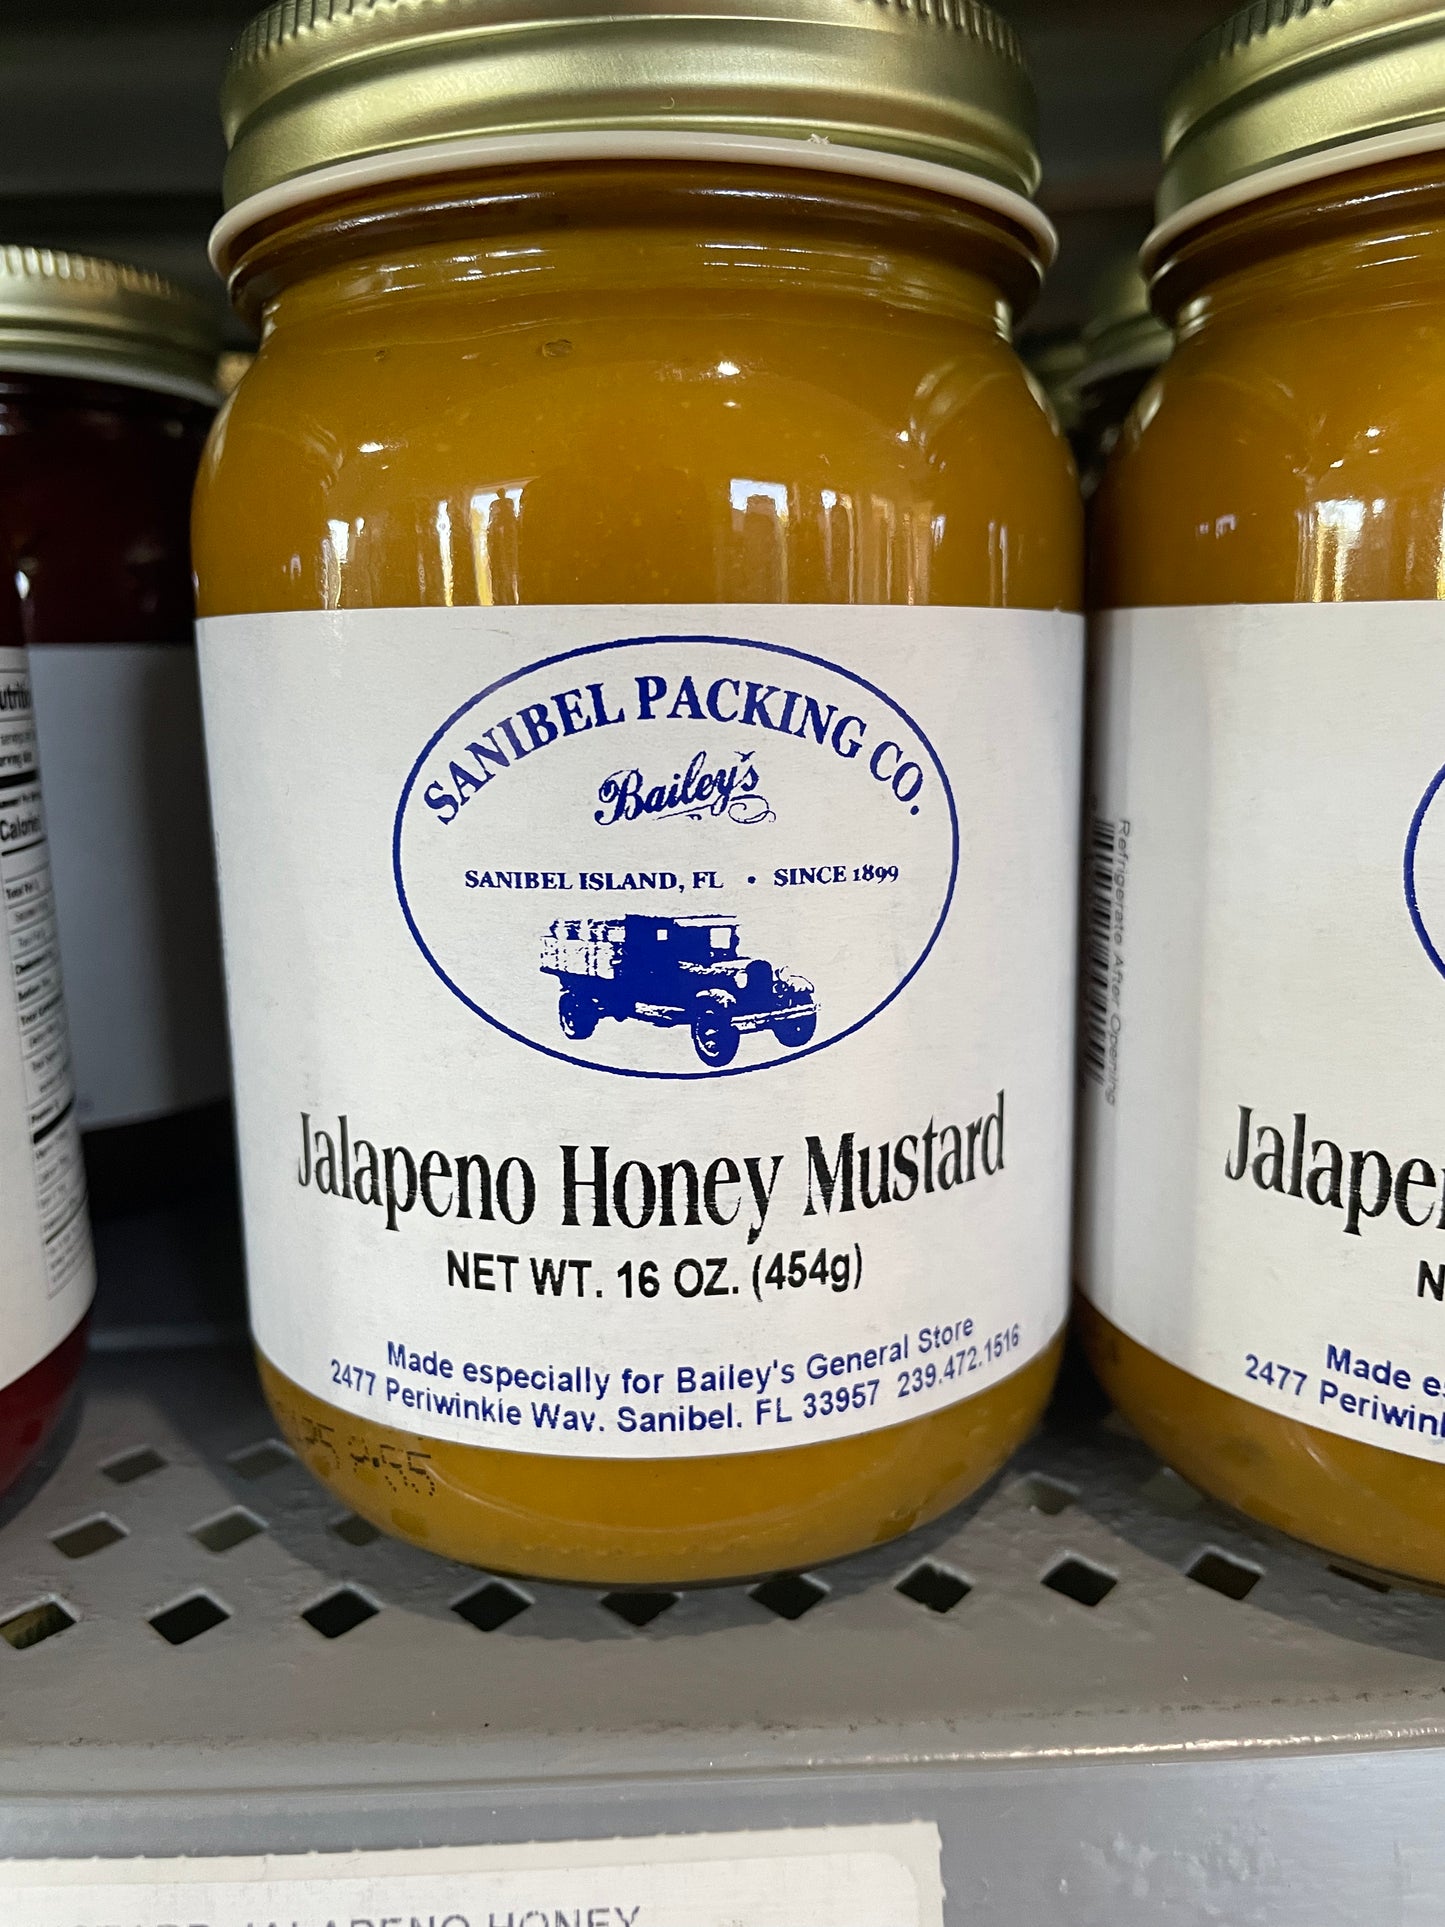 SANIBEL PACKING CO.
Bailey's
SANIBEL ISLAND, FL • SINCE 1899
Jalapeno Honey Mustard
NET WT. 16 OZ. (454g)
Made especially for Bailey's General Store
2477 Periwinkle Way. Sanibel. FL 33957 239.472.1516
Refrigerate After Opening
Jalape
N
Made e
2477 Periwinkl
Calories
JALAPENO HONEY